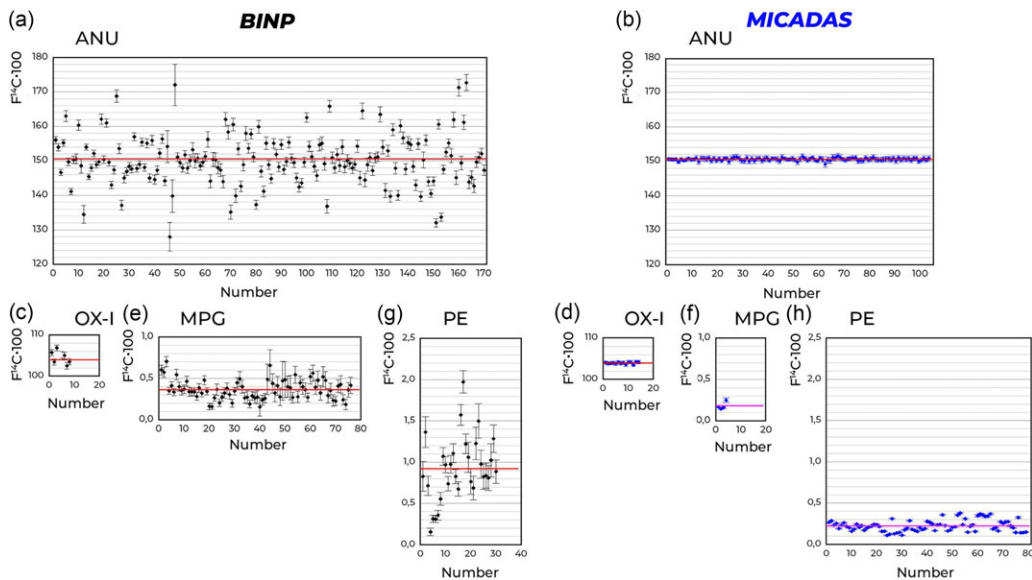 (a)
BINP
(b)
MICADAS
ANU
ANU
F¹⁴C·100
180
170
160
150
140
130
120
0 10 20 30 40 50 60 70 80 90 100 110 120 130 140 150 160 170
Number
F¹⁴C·100
180
170
160
150
140
130
120
0 10 20 30 40 50 60 70 80 90 100
Number
(c)
OX-I
F¹⁴C·100
110
100
0 10 20
Number
(e)
MPG
F¹⁴C·100
1,0
0,5
0,0
0 10 20 30 40 50 60 70 80
Number
(g)
PE
F¹⁴C·100
2,5
2,0
1,5
1,0
0,5
0,0
0 10 20 30 40
Number
(d)
OX-I
F¹⁴C·100
110
100
0 10 20
Number
(f)
MPG
F¹⁴C·100
1,0
0,5
0,0
0 10 20
Number
(h)
PE
F¹⁴C·100
2,5
2,0
1,5
1,0
0,5
0,0
0 10 20 30 40 50 60 70 80
Number